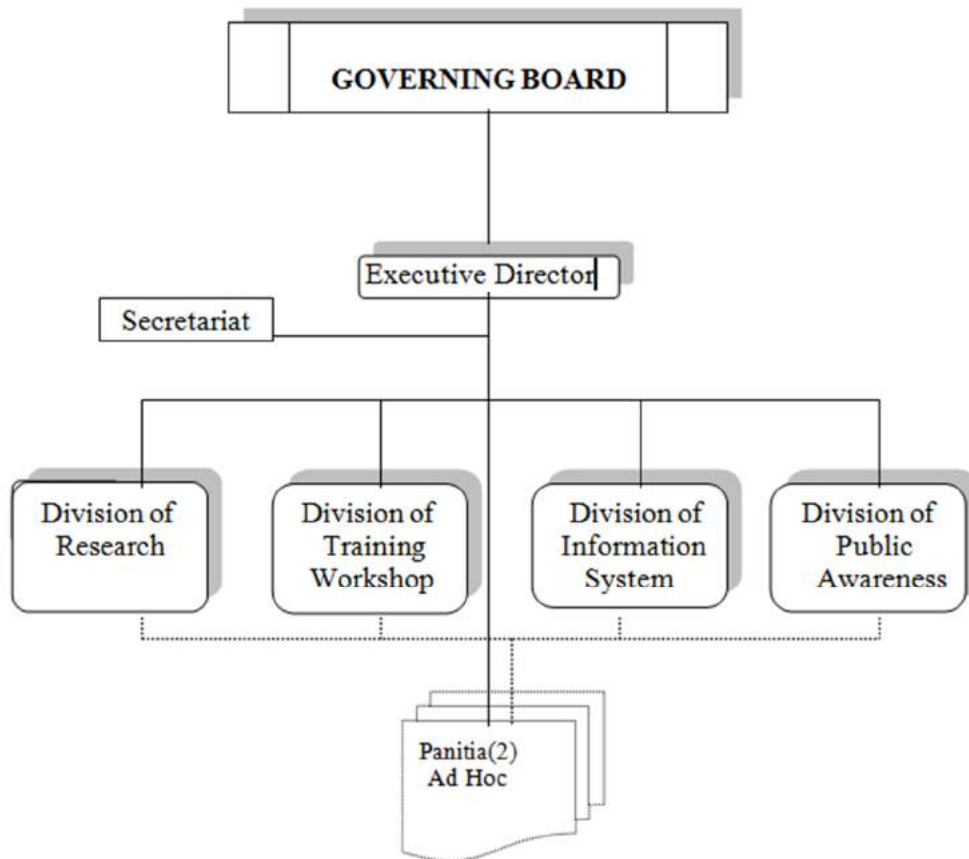 GOVERNING BOARD
Executive Director
Secretariat
Division of
Research
Division of
Training
Workshop
Division of
Information
System
Division of
Public
Awareness
Panitia(2)
Ad Hoc